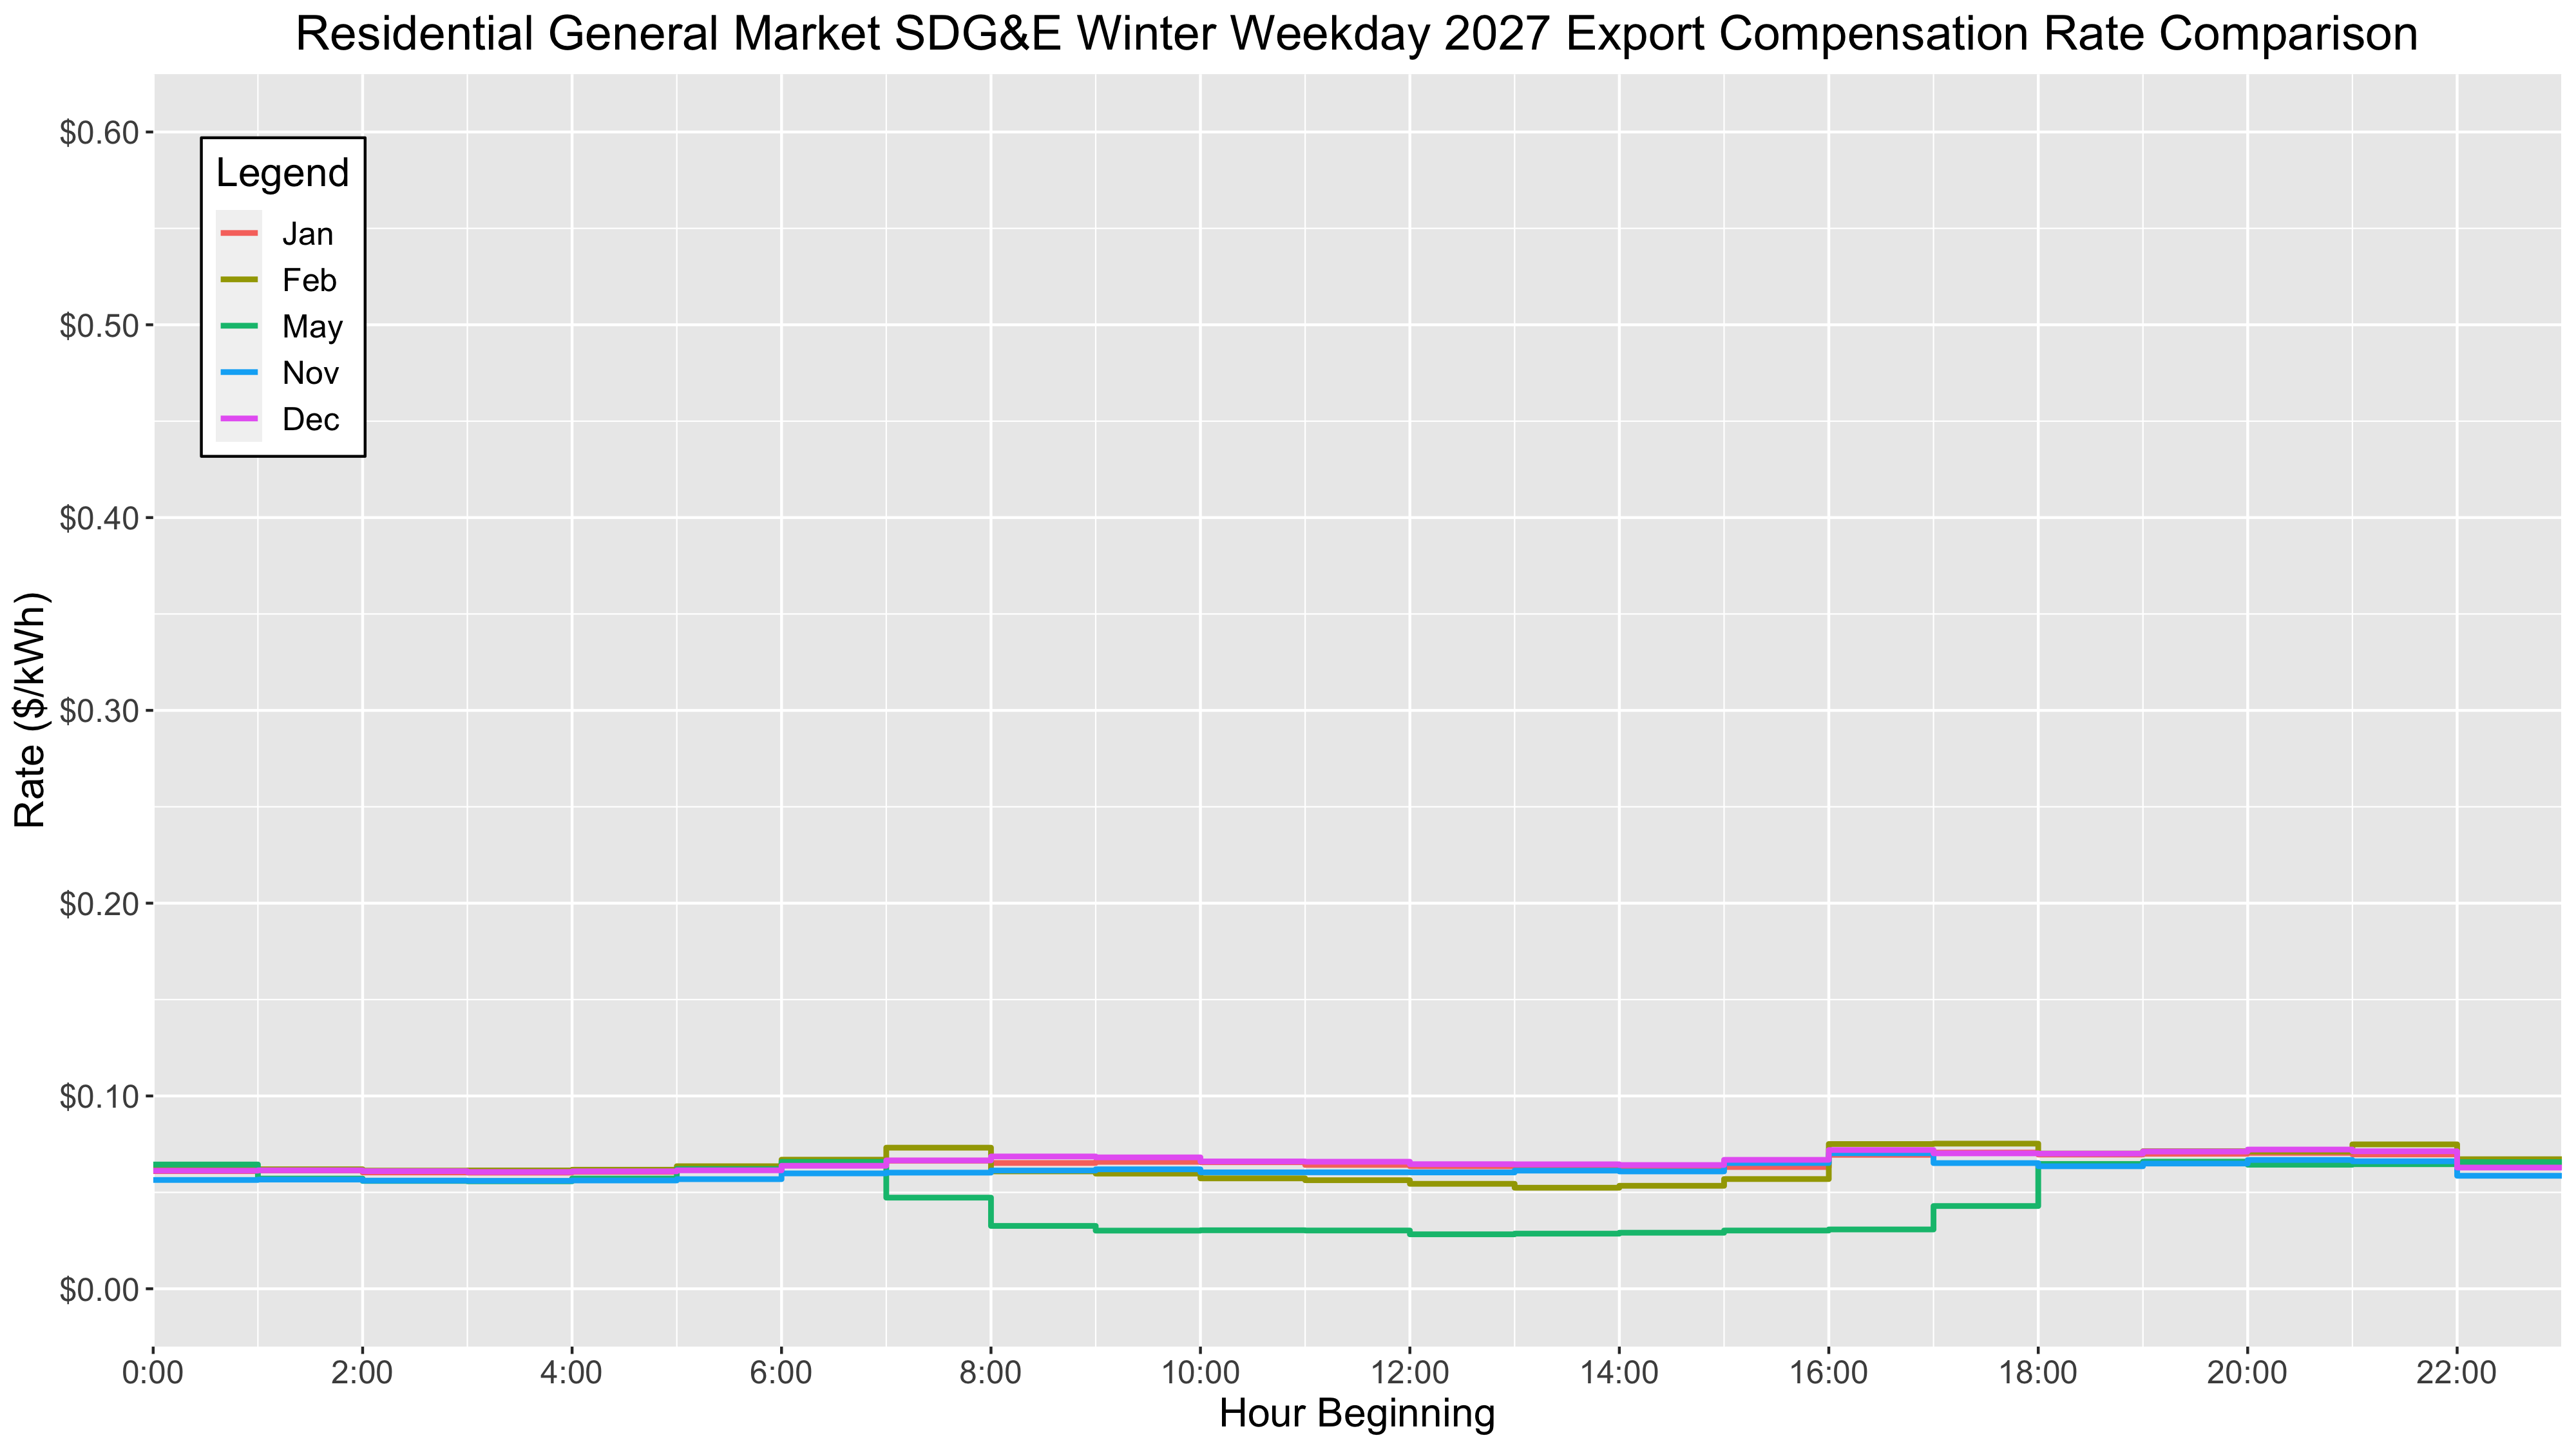 Residential General Market SDG&E Winter Weekday 2027 Export Compensation Rate Comparison
$0.60
Legend
Jan
Feb
May
Nov
Dec
$0.50
$0.40
$0.30
$0.20
$0.10
$0.00
Rate ($/kWh)
0:00 2:00 4:00 6:00 8:00 10:00 12:00 14:00 16:00 18:00 20:00 22:00
Hour Beginning